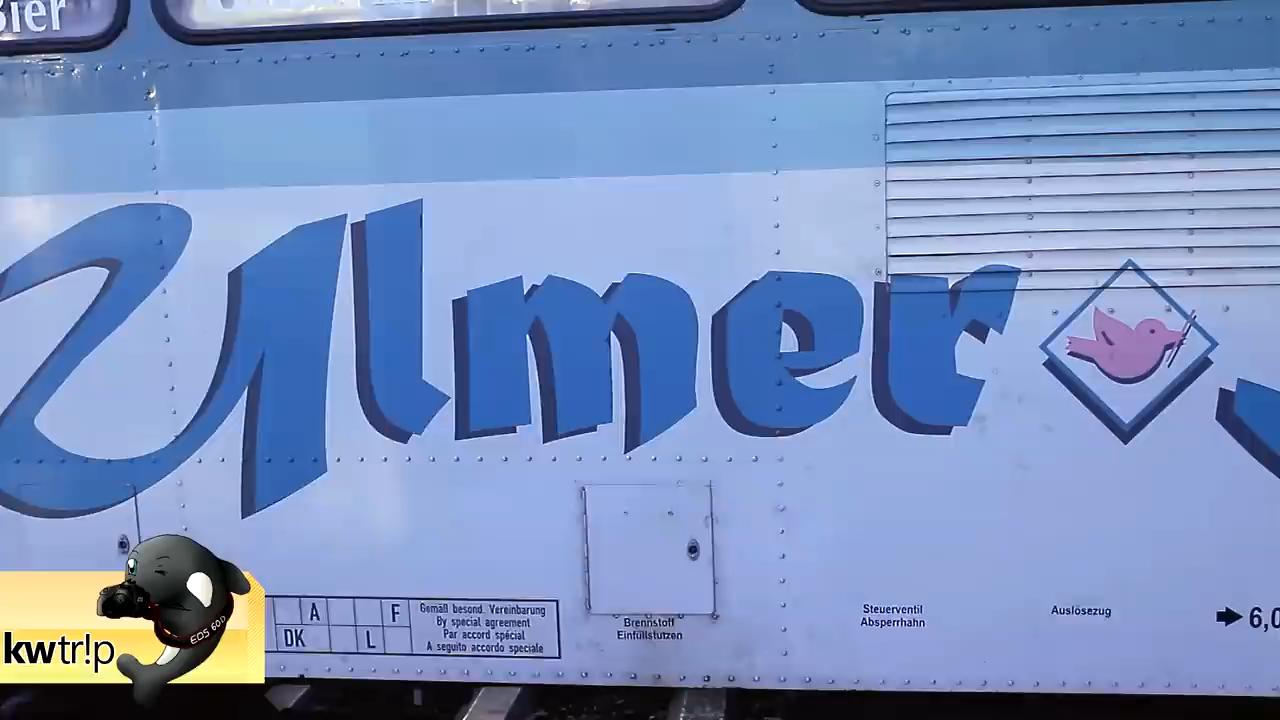 Bier
Ulmer
A F
DK L
Gemäß besond. Vereinbarung
By special agreement
Par accord spécial
A seguito accordo speciale
Brennstoff
Einfüllstutzen
Steuerventil
Absperrhahn
Auslösezug
6,0
kwtr!p
EOS 60D